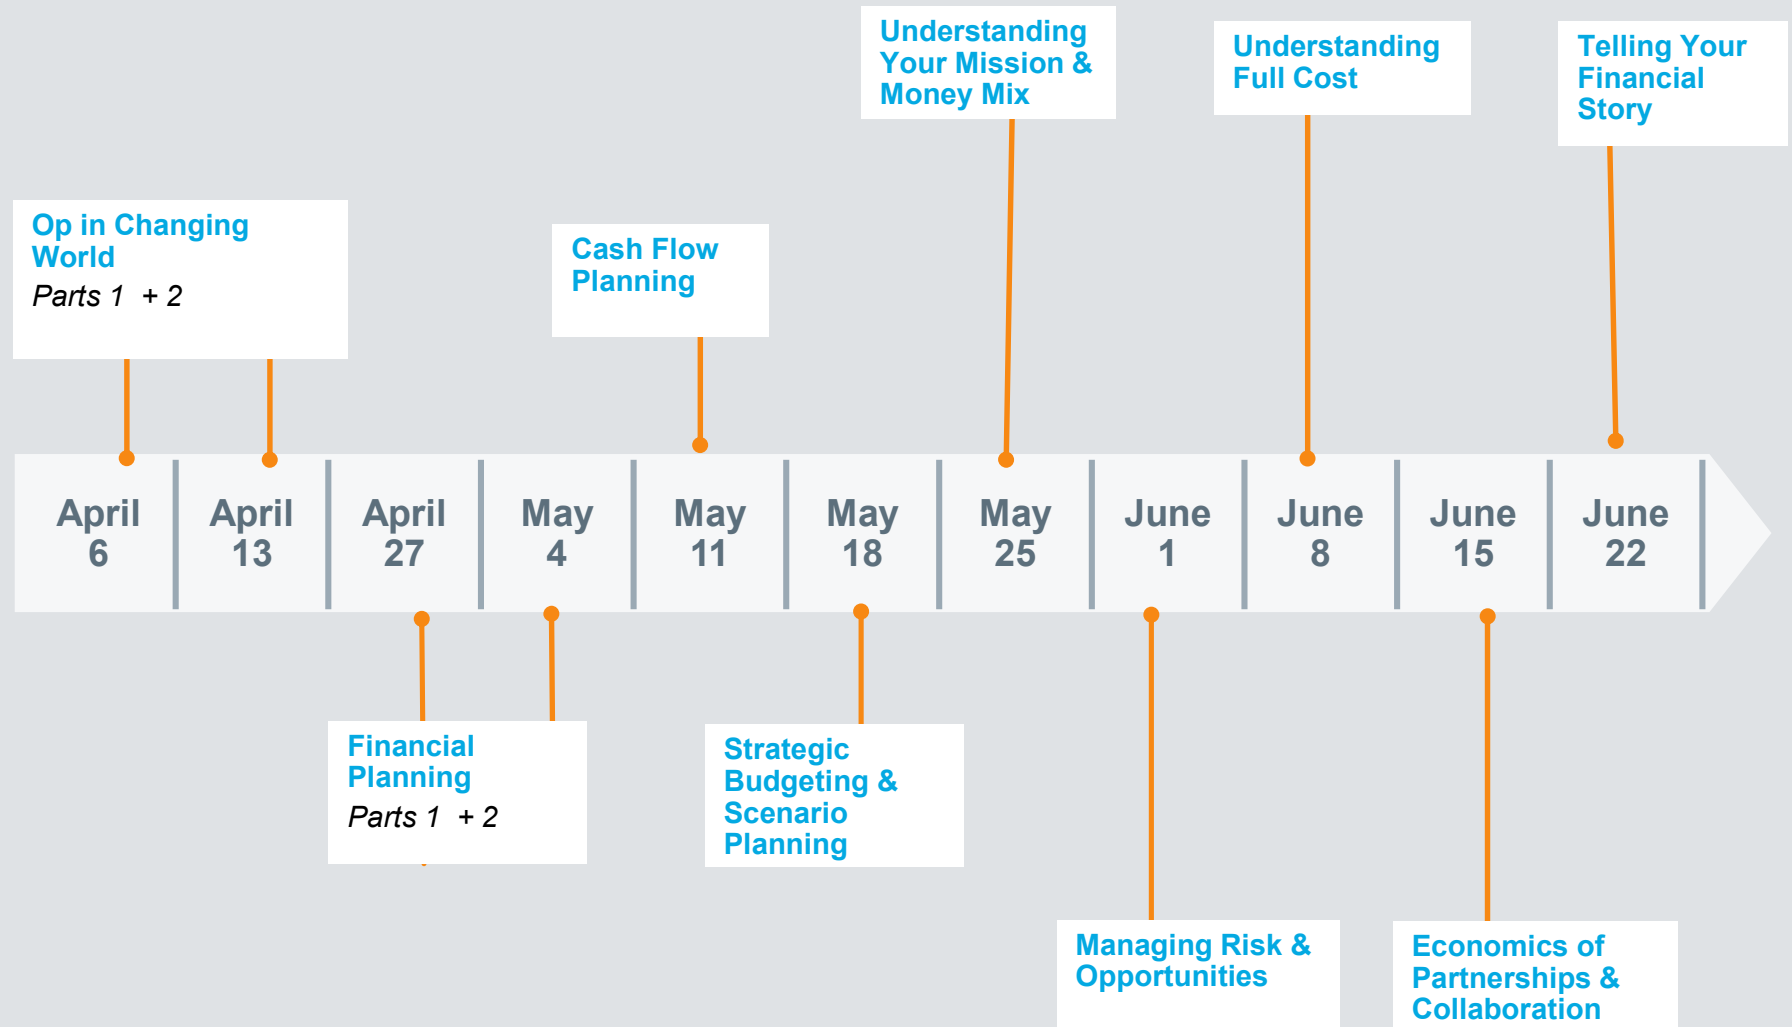 Understanding
Your Mission &
Money Mix
Understanding
Full Cost
Telling Your
Financial
Story
Op in Changing
World
Parts 1 + 2
Cash Flow
Planning
April
6
April
13
April
27
May
4
May
11
May
18
May
25
June
1
June
8
June
15
June
22
Financial
Planning
Parts 1 + 2
Strategic
Budgeting &
Scenario
Planning
Managing Risk &
Opportunities
Economics of
Partnerships &
Collaboration